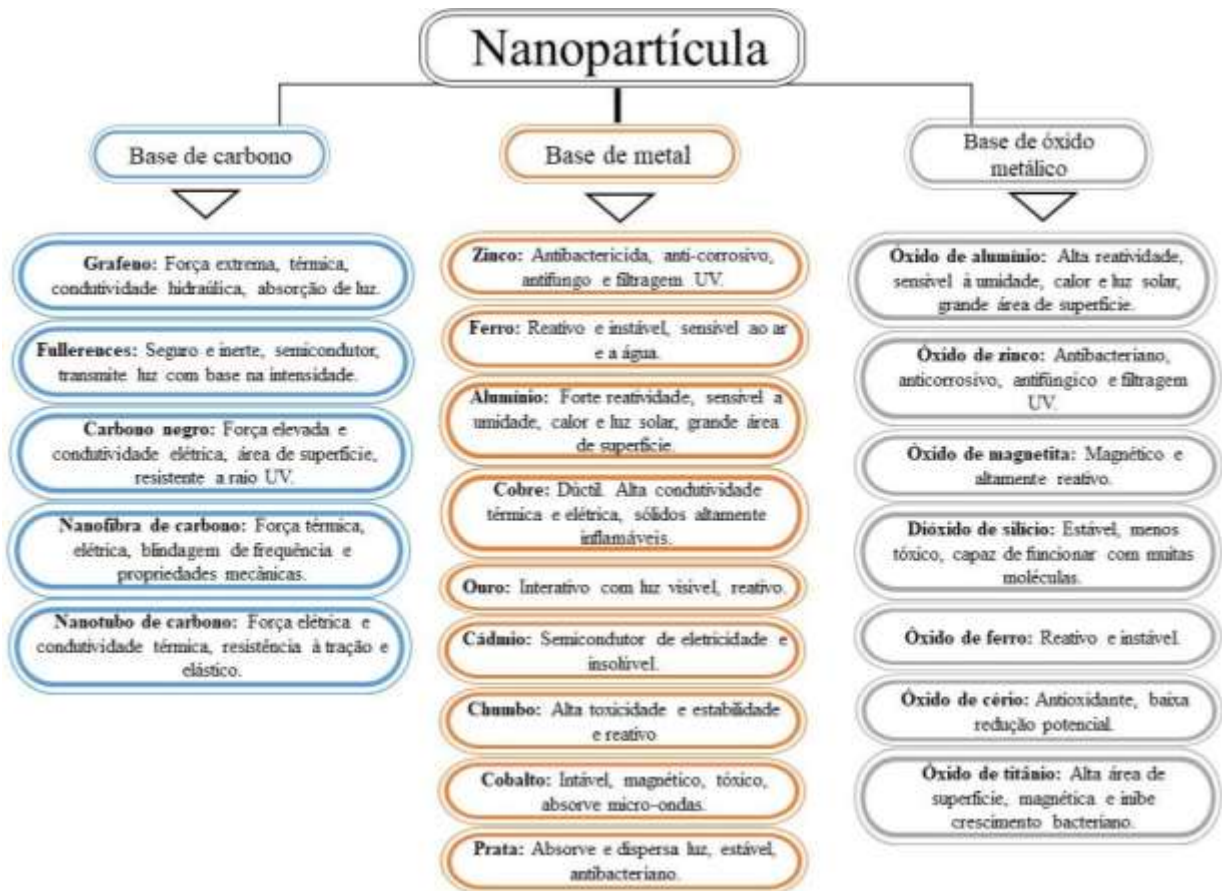 Nanopartícula
Base de carbono
Grafeno: Força extrema, térmica,
condutividade hidraúlica, absorção de luz.
Fullerences: Seguro e inerte, semicondutor,
transmite luz com base na intensidade.
Carbono negro: Força elevada e
condutividade elétrica, área de superfície,
resistente a raio UV.
Nanofibra de carbono: Força térmica,
elétrica, blindagem de frequência e
propriedades mecânicas.
Nanotubo de carbono: Força elétrica e
condutividade térmica, resistência à tração e
elástico.
Base de metal
Zinco: Antibactericida, anti-corrosivo,
antifungo e filtragem UV.
Ferro: Reativo e instável, sensível ao ar
e a água.
Alumínio: Forte reatividade, sensível a
umidade, calor e luz solar, grande área
de superfície.
Cobre: Dúctil. Alta condutividade
térmica e elétrica, sólidos altamente
inflamáveis.
Ouro: Interativo com luz visível, reativo.
Cádmio: Semicondutor de eletricidade e
insolúvel.
Chumbo: Alta toxicidade e estabilidade
e reativo
Cobalto: Intável, magnético, tóxico,
absorve micro-ondas.
Prata: Absorve e dispersa luz, estável,
antibacteriano.
Base de óxido
metálico
Óxido de alumínio: Alta reatividade,
sensível à umidade, calor e luz solar,
grande área de superfície.
Óxido de zinco: Antibacteriano,
anticorrosivo, antifúngico e filtragem
UV.
Óxido de magnetita: Magnético e
altamente reativo.
Dióxido de silício: Estável, menos
tóxico, capaz de funcionar com muitas
moléculas.
Óxido de ferro: Reativo e instável.
Óxido de cério: Antioxidante, baixa
redução potencial.
Óxido de titânio: Alta área de
superfície, magnética e inibe
crescimento bacteriano.